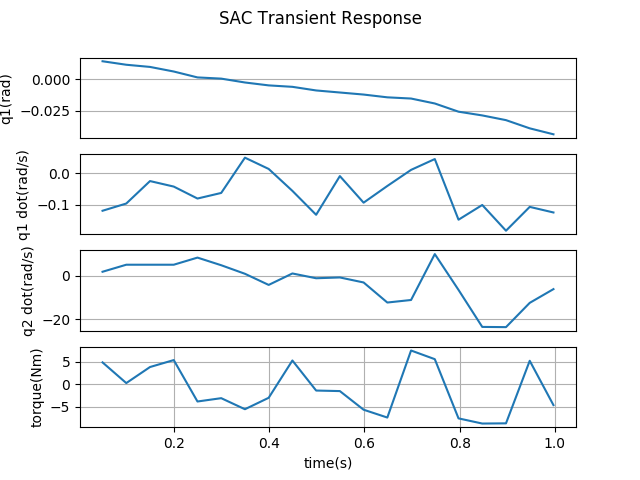 SAC Transient Response
0.000
−0.025
q1(rad)
0.0
−0.1
q1 dot(rad/s)
0
−20
q2 dot(rad/s)
5
0
−5
torque(Nm)
0.2 0.4 0.6 0.8 1.0
time(s)